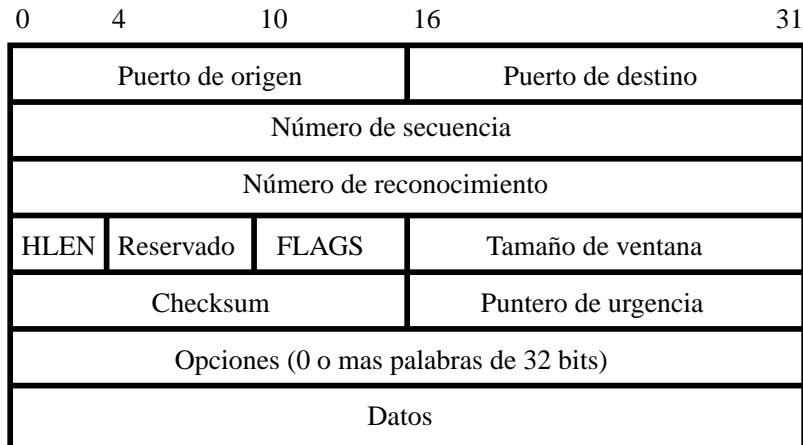 0 4 10 16 31
Puerto de origen Puerto de destino
Número de secuencia
Número de reconocimiento
HLEN Reservado FLAGS Tamaño de ventana
Checksum Puntero de urgencia
Opciones (0 o mas palabras de 32 bits)
Datos